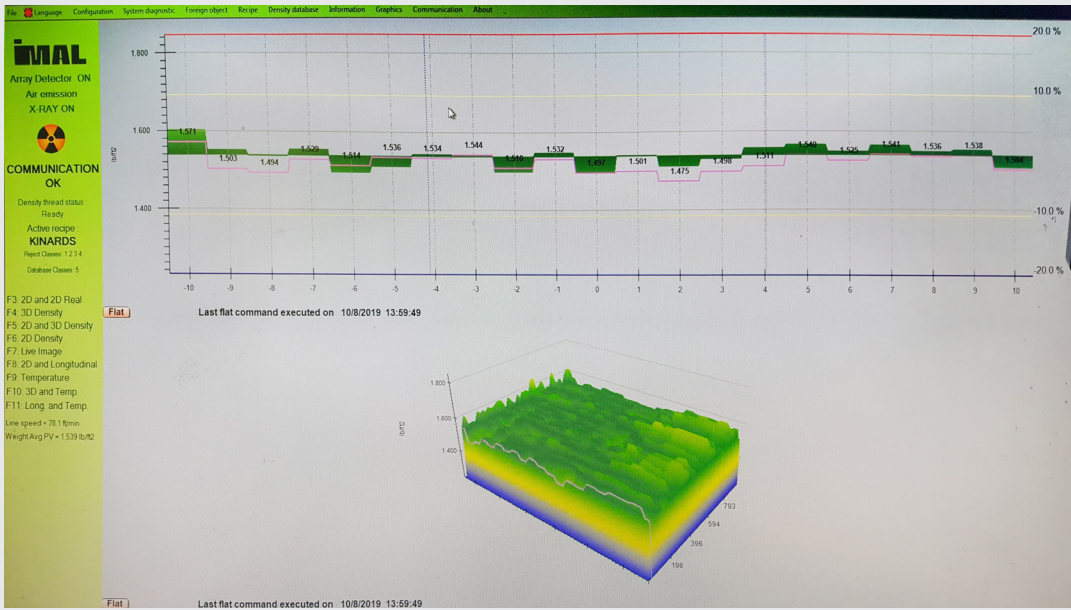 File Language Configuration System diagnostic Foreign object Recipe Density database Information Graphics Communication About
IMAL
Array Detector ON
Air emission
X-RAY ON
COMMUNICATION
OK
Density thread status :
Ready
Active recipe :
KINARDS
Reject Classes: 1 2 3 4
Database Classes: 5
F3: 2D and 2D Real
F4: 3D Density
F5: 2D and 3D Density
F6: 2D Density
F7: Live Image
F8: 2D and Longitudinal
F9: Temperature
F10: 3D and Temp.
F11: Long. and Temp.
Line speed = 78.1 ft/min
Weight Avg.PV = 1.539 lb/ft2
20.0 %
1.800
10.0 %
1.600
lb/ft2
1.400
-10.0 %
-20.0 %
1.571 1.503 1.494 1.529 1.514 1.536 1.534 1.544 1.510 1.532 1.497 1.501 1.475 1.498 1.511 1.540 1.525 1.541 1.536 1.538 1.504
-10 -9 -8 -7 -6 -5 -4 -3 -2 -1 0 1 2 3 4 5 6 7 8 9 10
Flat
Last flat command executed on 10/8/2019 13:59:49
1.800
1.600
lb/ft2
1.400
793
594
396
198
Flat
Last flat command executed on 10/8/2019 13:59:49